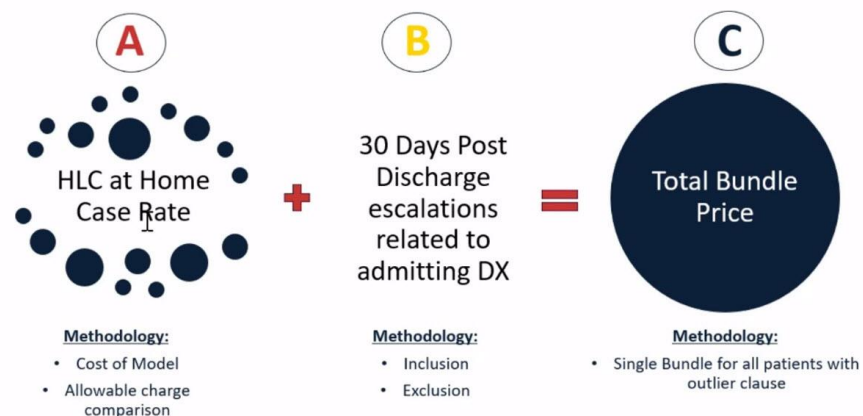 A
B
C
HLC at Home
Case Rate
+
30 Days Post
Discharge
escalations
related to
admitting DX
=
Total Bundle
Price
Methodology:
• Cost of Model
• Allowable charge
comparison
Methodology:
• Inclusion
• Exclusion
Methodology:
• Single Bundle for all patients with
outlier clause